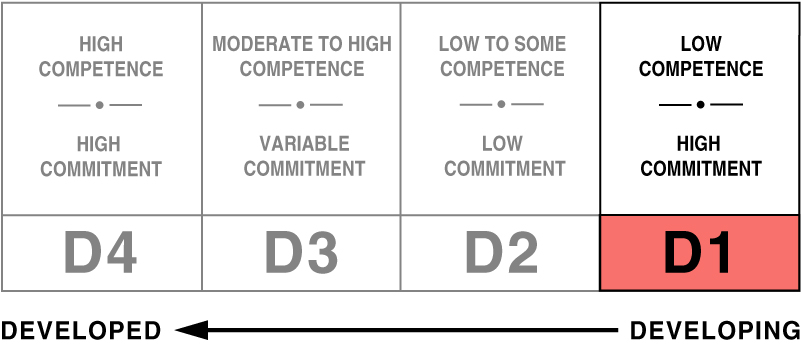 HIGH
COMPETENCE
HIGH
COMMITMENT
D4
MODERATE TO HIGH
COMPETENCE
VARIABLE
COMMITMENT
D3
LOW TO SOME
COMPETENCE
LOW
COMMITMENT
D2
LOW
COMPETENCE
HIGH
COMMITMENT
D1
DEVELOPED
DEVELOPING